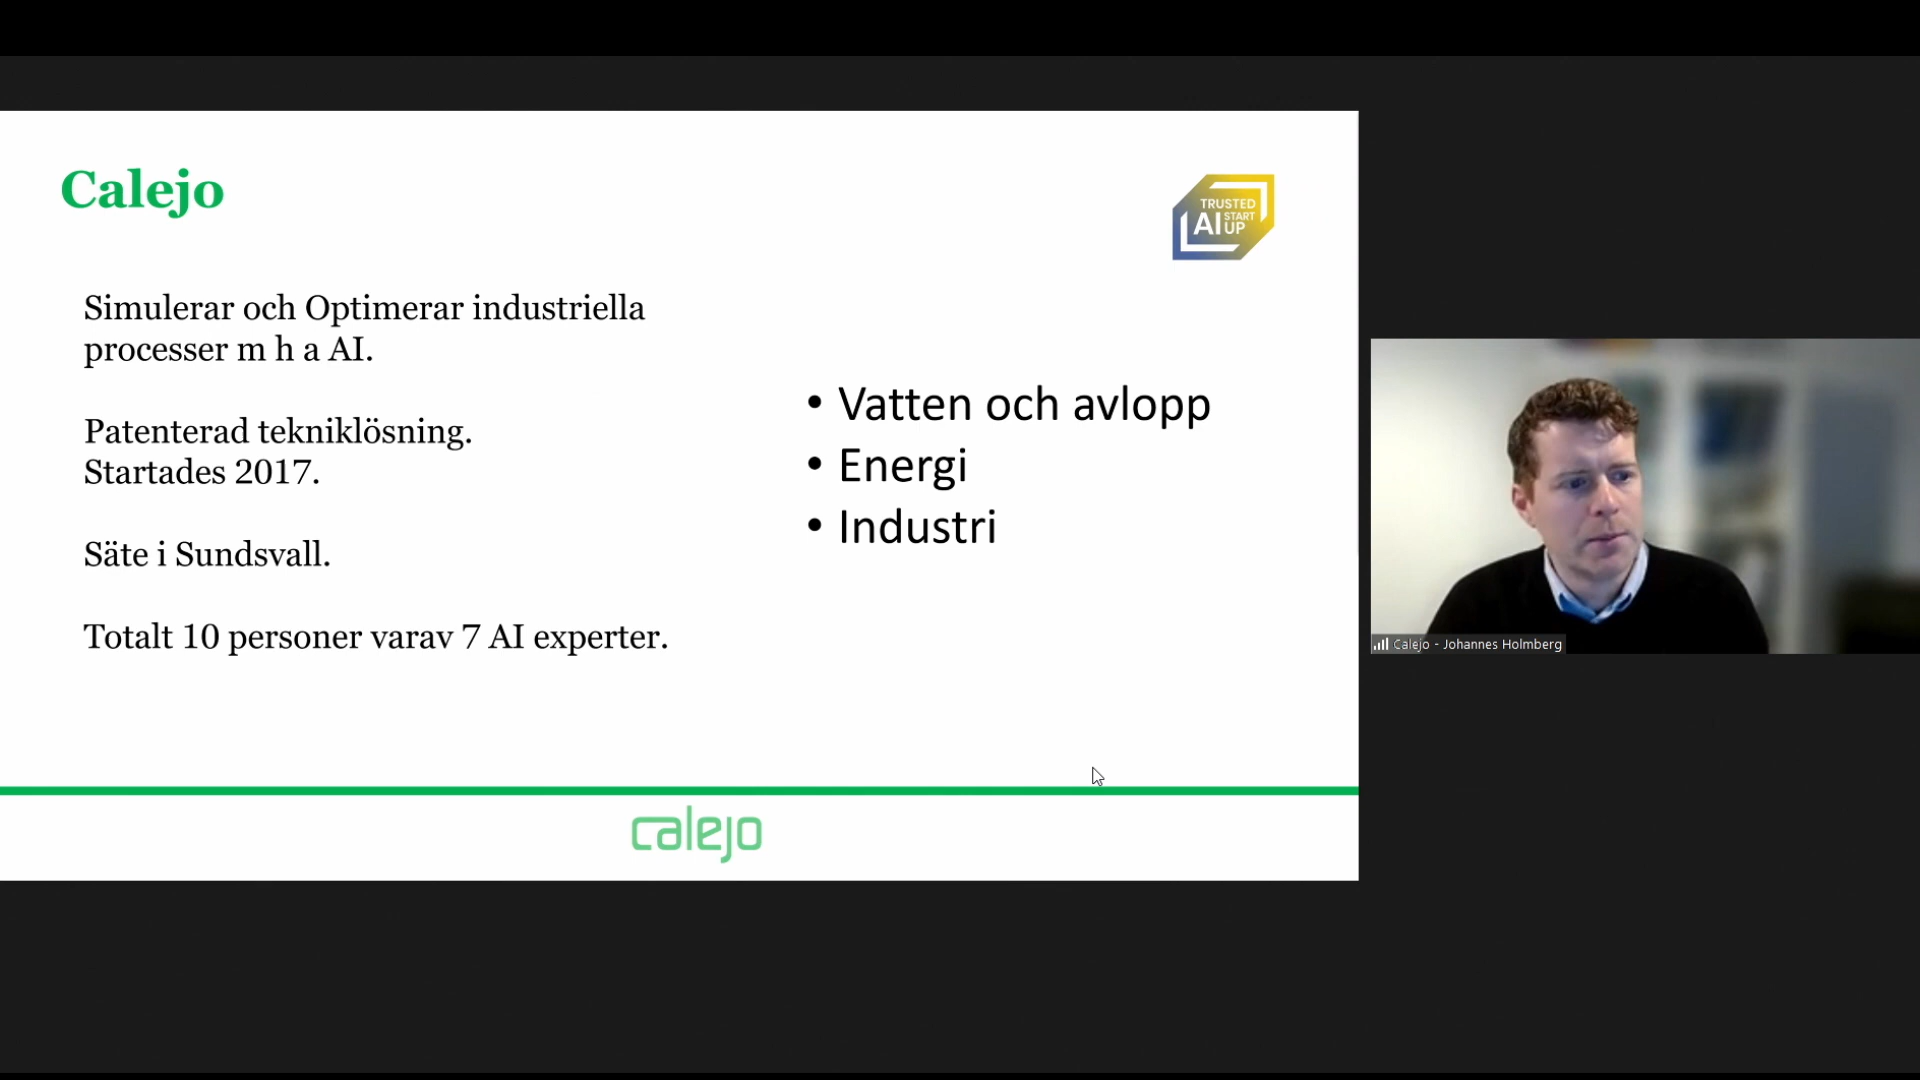 Calejo
TRUSTED
AI START
UP
Simulerar och Optimerar industriella
processer m h a AI.
Patenterad tekniklösning.
Startades 2017.
Säte i Sundsvall.
Totalt 10 personer varav 7 AI experter.
• Vatten och avlopp
• Energi
• Industri
Calejo - Johannes Holmberg
calejo